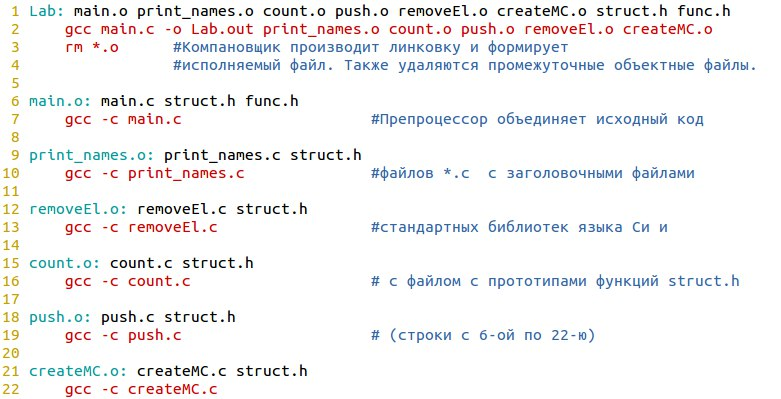 1 Lab: main.o print_names.o count.o push.o removeEl.o createMC.o struct.h func.h
2 gcc main.c -o Lab.out print_names.o count.o push.o removeEl.o createMC.o
3 rm *.o #Компановщик производит линковку и формирует
4 #исполняемый файл. Также удаляются промежуточные объектные файлы.
5
6 main.o: main.c struct.h func.h
7 gcc -c main.c #Препроцессор объединяет исходный код
8
9 print_names.o: print_names.c struct.h
10 gcc -c print_names.c #файлов *.c с заголовочными файлами
11
12 removeEl.o: removeEl.c struct.h
13 gcc -c removeEl.c #стандартных библиотек языка Си и
14
15 count.o: count.c struct.h
16 gcc -c count.c # с файлом с прототипами функций struct.h
17
18 push.o: push.c struct.h
19 gcc -c push.c # (строки с 6-ой по 22-ю)
20
21 createMC.o: createMC.c struct.h
22 gcc -c createMC.c